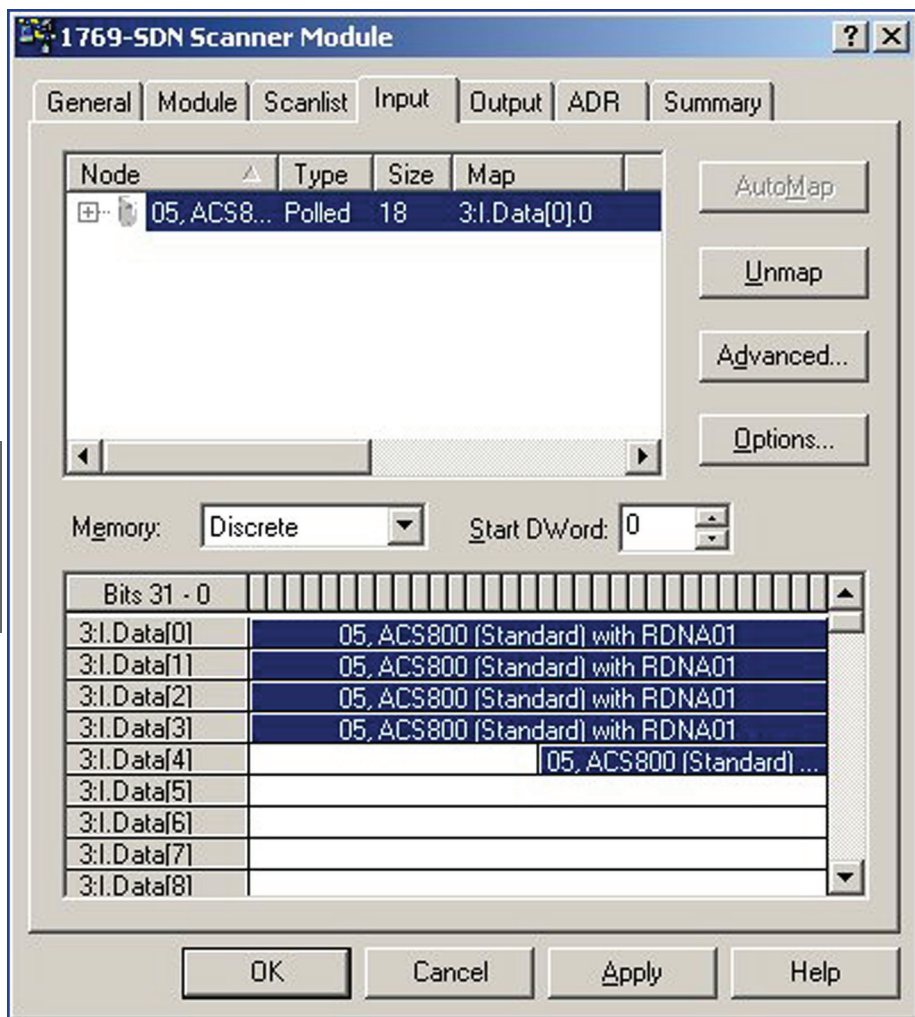 1769-SDN Scanner Module
General Module Scanlist Input Output ADR Summary
Node Type Size Map
05, ACS8... Polled 18 3:I.Data[0].0
AutoMap
Unmap
Advanced...
Options...
Memory: Discrete Start DWord: 0
Bits 31 - 0
3:I.Data[0] 05, ACS800 (Standard) with RDNA01
3:I.Data[1] 05, ACS800 (Standard) with RDNA01
3:I.Data[2] 05, ACS800 (Standard) with RDNA01
3:I.Data[3] 05, ACS800 (Standard) with RDNA01
3:I.Data[4] 05, ACS800 (Standard) ...
3:I.Data[5]
3:I.Data[6]
3:I.Data[7]
3:I.Data[8]
OK Cancel Apply Help